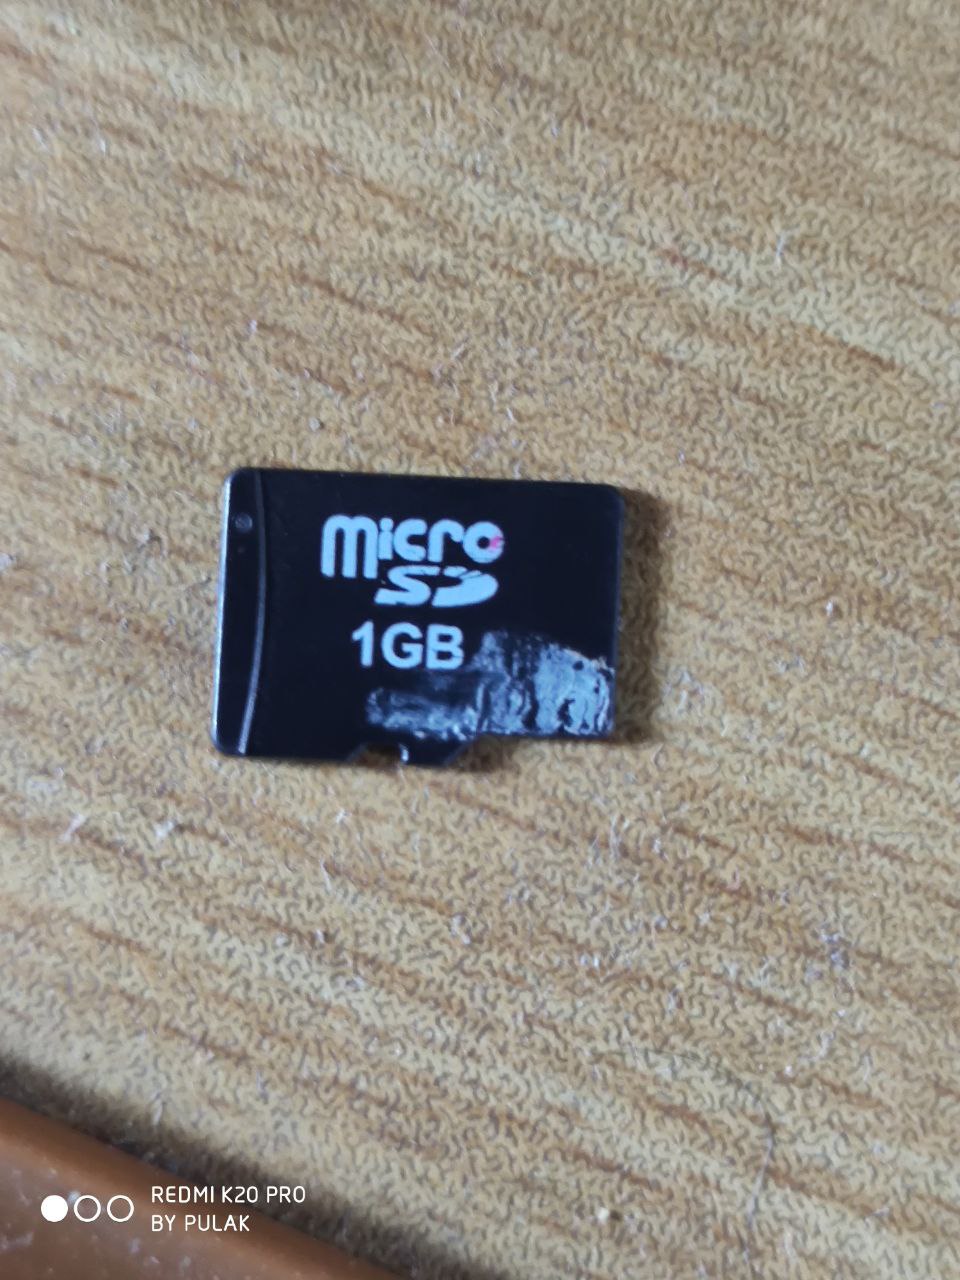 micro
SD
1GB
REDMI K20 PRO
BY PULAK